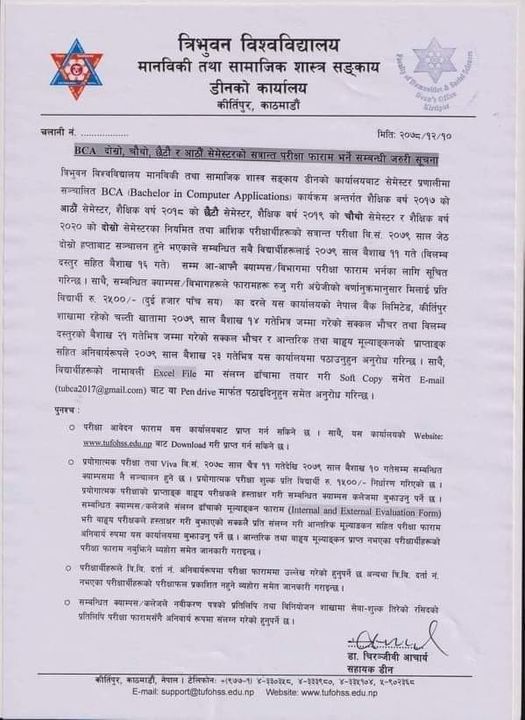 त्रिभुवन विश्वविद्यालय
मानविकी तथा सामाजिक शास्त्र सङ्काय
डीनको कार्यालय
कीर्तिपुर, काठमाडौं
Faculty of Humanities & Social Sciences
Dean's Office
Kirtipur
चलानी नं. ..................
मिति: २०७८/१२/१०
BCA दोस्रो, चौथो, छैटौं र आठौं सेमेस्टरको सत्रान्त परीक्षा फाराम भर्ने सम्बन्धी जरुरी सूचना
त्रिभुवन विश्वविद्यालय मानविकी तथा सामाजिक शास्त्र सङ्काय डीनको कार्यालयबाट सेमेस्टर प्रणालीमा
सञ्चालित BCA (Bachelor in Computer Applications) कार्यक्रम अन्तर्गत शैक्षिक वर्ष २०१७ को
आठौं सेमेस्टर, शैक्षिक वर्ष २०१८ को छैटौं सेमेस्टर, शैक्षिक वर्ष २०१९ को चौथो सेमेस्टर र शैक्षिक वर्ष
२०२० को दोस्रो सेमेस्टरका नियमित तथा आंशिक परीक्षार्थीहरुको सत्रान्त परीक्षा वि.सं. २०७९ साल जेठ
दोस्रो हप्ताबाट सञ्चालन हुने भएकाले सम्बन्धित सबै विद्यार्थीहरुलाई २०७९ साल बैशाख ११ गते (विलम्ब
दस्तुर सहित बैशाख १६ गते) सम्म आ-आफ्नै क्याम्पस/विभागमा परीक्षा फाराम भर्नका लागि सूचित
गरिन्छ । साथै, सम्बन्धित क्याम्पस/विभागहरुले फारामहरु रुजु गरी अंग्रेजीको वर्णानुक्रमानुसार मिलाई प्रति
विद्यार्थी रु. २५००/- (दुई हजार पाँच सय) का दरले यस कार्यालयको नेपाल बैंक लिमिटेड, कीर्तिपुर
शाखामा रहेको चल्ती खातामा २०७९ साल बैशाख १४ गतेभित्र जम्मा गरेको सक्कल भौचर तथा विलम्ब
दस्तुरको बैशाख २१ गतेभित्र जम्मा गरेको सक्कल भौचर र आन्तरिक तथा बाह्य मूल्याङ्कनको प्राप्ताङ्क
सहित अनिवार्यरुपले २०७९ साल बैशाख २३ गतेभित्र यस कार्यालयमा पठाउनुहुन अनुरोध गरिन्छ । साथै,
विद्यार्थीहरुको नामावली Excel File मा संलग्न ढाँचामा तयार गरी Soft Copy समेत E-mail
(tubca2017@gmail.com) बाट वा Pen drive मार्फत पठाइदिनुहुन समेत अनुरोध गरिन्छ ।
पुनश्च :
○ परीक्षा आवेदन फाराम यस कार्यालयबाट प्राप्त गर्न सकिने छ । साथै, यस कार्यालयको Website:
www.tufohss.edu.np बाट Download गरी प्राप्त गर्न सकिने छ ।
○ प्रयोगात्मक परीक्षा तथा Viva वि.सं. २०७८ साल चैत्र ११ गतेदेखि २०७९ साल बैशाख १० गतेसम्म सम्बन्धित
क्याम्पसमा नै सञ्चालन हुने छ । प्रयोगात्मक परीक्षा शुल्क प्रति विद्यार्थी रु. १५००/- निर्धारण गरिएको छ ।
प्रयोगात्मक परीक्षाको प्राप्ताङ्क बाह्य परीक्षकले हस्ताक्षर गरी सम्बन्धित क्याम्पस कलेजमा बुझाउनु पर्ने छ ।
सम्बन्धित क्याम्पस/कलेजले संलग्न ढाँचाको मूल्याङ्कन फाराम (Internal and External Evaluation Form)
भरी बाह्य परीक्षकले हस्ताक्षर गरी बुझाएको सक्कलै प्रति संलग्न गरी आन्तरिक मूल्याङकन सहित परीक्षा फाराम
अनिवार्य रुपमा यस कार्यालयमा बुझाउनु पर्ने छ । आन्तरिक तथा बाह्य मूल्याङ्कन प्राप्त नभएका परीक्षार्थीहरुको
परीक्षा फाराम नबुझिने व्यहोरा समेत जानकारी गराइन्छ ।
○ परीक्षार्थीहरुले त्रि.वि. दर्ता नं. अनिवार्यरुपमा परीक्षा फाराममा उल्लेख गरेको हुनुपर्ने छ अन्यथा त्रि.वि. दर्ता नं.
नभएका परीक्षार्थीहरुको परीक्षाफल प्रकाशित नहुने व्यहोरा समेत जानकारी गराइन्छ ।
○ सम्बन्धित क्याम्पस/कलेजले नवीकरण पत्रको प्रतिलिपि तथा विनियोजन शाखामा सेवा-शुल्क तिरेको रसिदको
प्रतिलिपि परीक्षा फारामसँगै अनिवार्य रुपमा संलग्न गरेको हुनुपर्ने छ ।
डा. चिरञ्जीवी आचार्य
सहायक डीन
कीर्तिपुर, काठमाडौं, नेपाल । टेलिफोनः +(९७७-१) ४-३३०३५८, ४-३३३९८०, ४-३३५१०४, ५-९०२३६८
E-mail: support@tufohss.edu.np Website: www.tufohss.edu.np